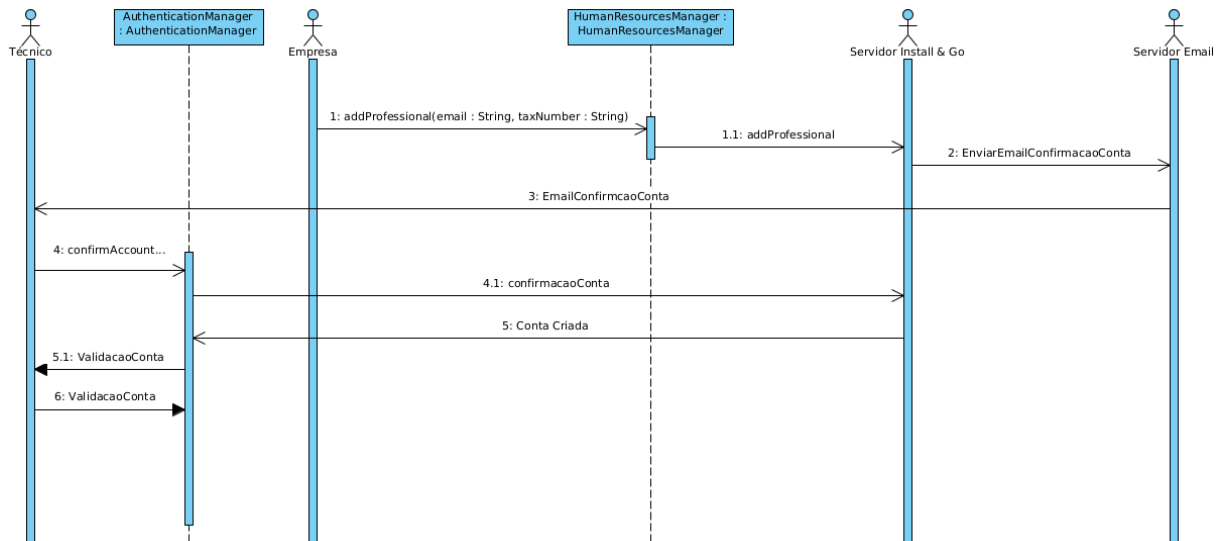 AuthenticationManager
: AuthenticationManager
HumanResourcesManager :
HumanResourcesManager
Técnico
Empresa
Servidor Install & Go
Servidor Email
1: addProfessional(email : String, taxNumber : String)
1.1: addProfessional
2: EnviarEmailConfirmacaoConta
3: EmailConfirmcaoConta
4: confirmAccount...
4.1: confirmacaoConta
5: Conta Criada
5.1: ValidacaoConta
6: ValidacaoConta